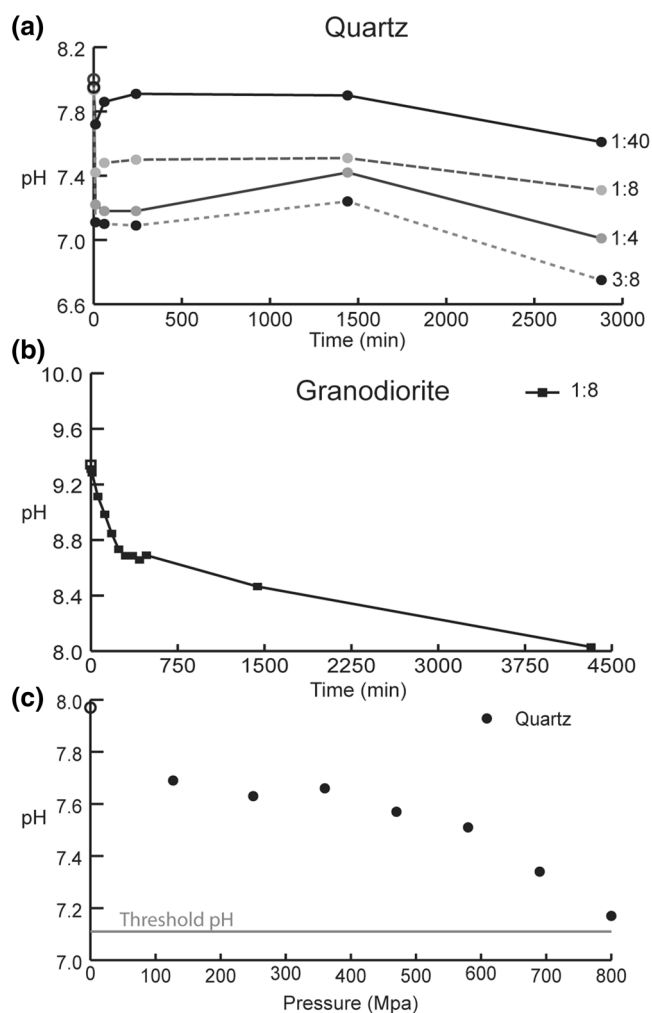 (a)
Quartz
8.2
7.8
7.4
7.0
6.6
pH
1:40
1:8
1:4
3:8
0 500 1000 1500 2000 2500 3000
Time (min)
(b)
Granodiorite
1:8
10.0
9.6
9.2
8.8
8.4
8.0
pH
0 750 1500 2250 3000 3750 4500
Time (min)
(c)
Quartz
8.0
7.8
7.6
7.4
7.2
7.0
pH
Threshold pH
0 100 200 300 400 500 600 700 800
Pressure (Mpa)